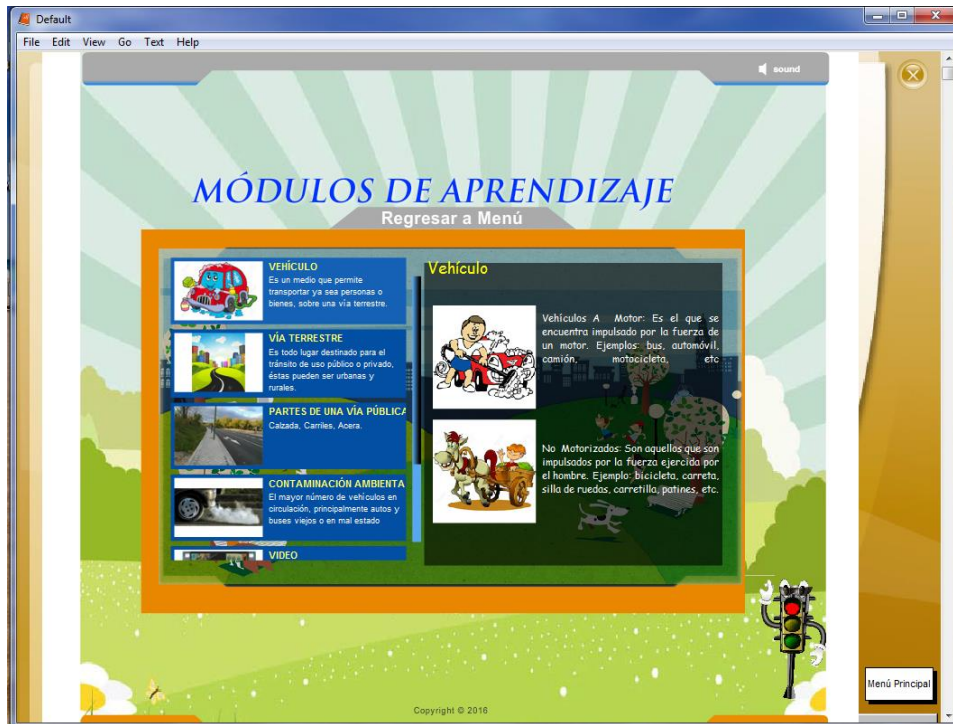 Default
File Edit View Go Text Help
sound
MÓDULOS DE APRENDIZAJE
Regresar a Menú
VEHÍCULO
Es un medio que permite
transportar ya sea personas o
bienes, sobre una vía terrestre.
VÍA TERRESTRE
Es todo lugar destinado para el
tránsito de uso público o privado,
éstas pueden ser urbanas y
rurales.
PARTES DE UNA VÍA PÚBLICA
Calzada, Carriles, Acera.
CONTAMINACIÓN AMBIENTA
El mayor número de vehículos en
circulación, principalmente autos y
buses viejos o en mal estado
VIDEO
Vehículo
Vehículos A Motor: Es el que se
encuentra impulsado por la fuerza de
un motor. Ejemplos: bus, automóvil,
camión, motocicleta, etc
No Motorizados: Son aquellos que son
impulsados por la fuerza ejercida por
el hombre. Ejemplo: bicicleta, carreta,
silla de ruedas, carretilla, patines, etc.
Menú Principal
Copyright © 2016